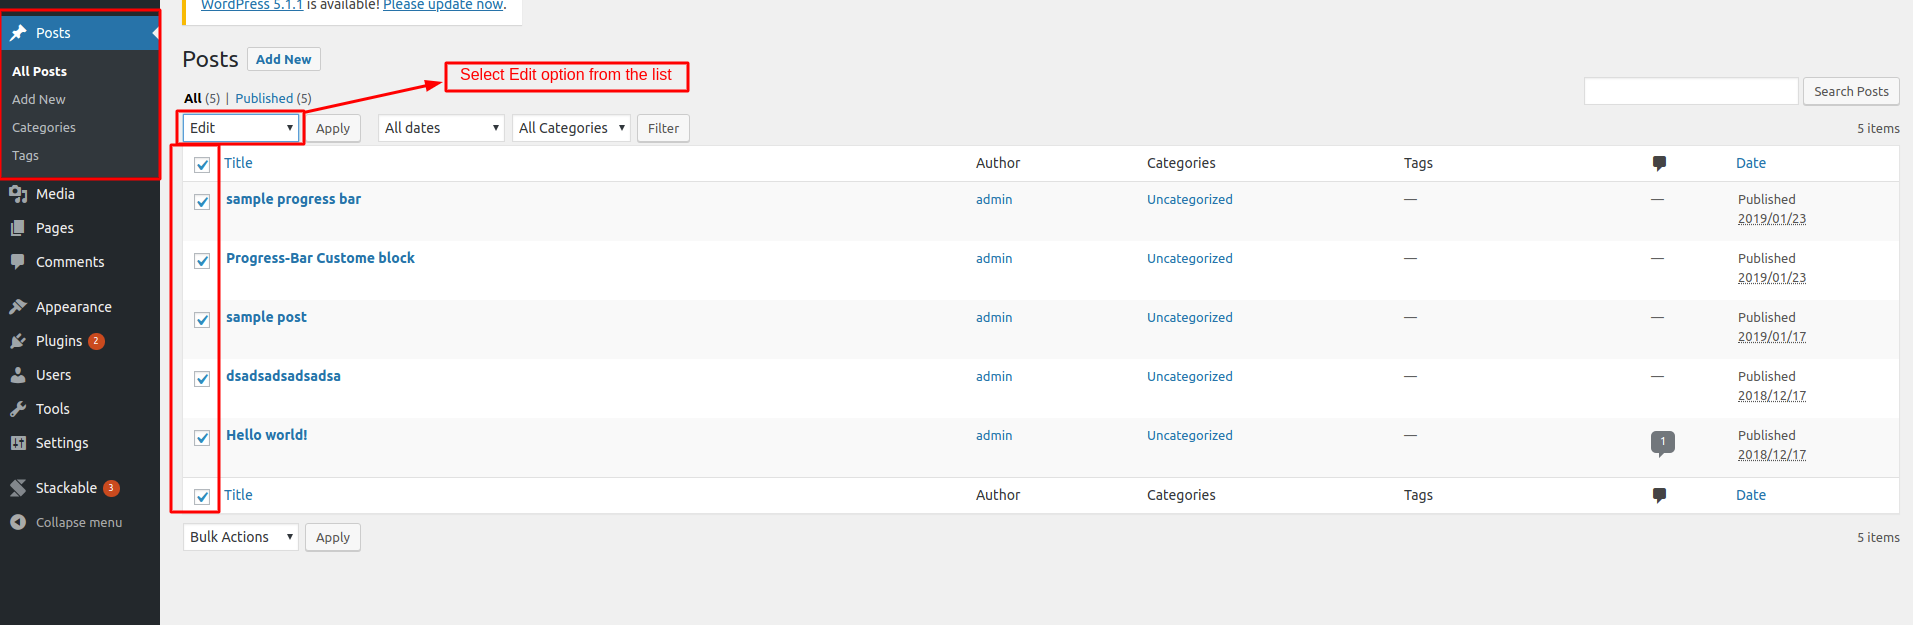 WordPress 5.1.1 is available! Please update now.
Posts
All Posts
Add New
Categories
Tags
Media
Pages
Comments
Appearance
Plugins 2
Users
Tools
Settings
Stackable 3
Collapse menu
Posts Add New
Select Edit option from the list
All (5) | Published (5)
Search Posts
Edit Apply All dates All Categories Filter 5 items
Title Author Categories Tags Date
sample progress bar admin Uncategorized — — Published
2019/01/23
Progress-Bar Custome block admin Uncategorized — — Published
2019/01/23
sample post admin Uncategorized — — Published
2019/01/17
dsadsadsadsadsa admin Uncategorized — — Published
2018/12/17
Hello world! admin Uncategorized — 1 Published
2018/12/17
Title Author Categories Tags Date
Bulk Actions Apply 5 items